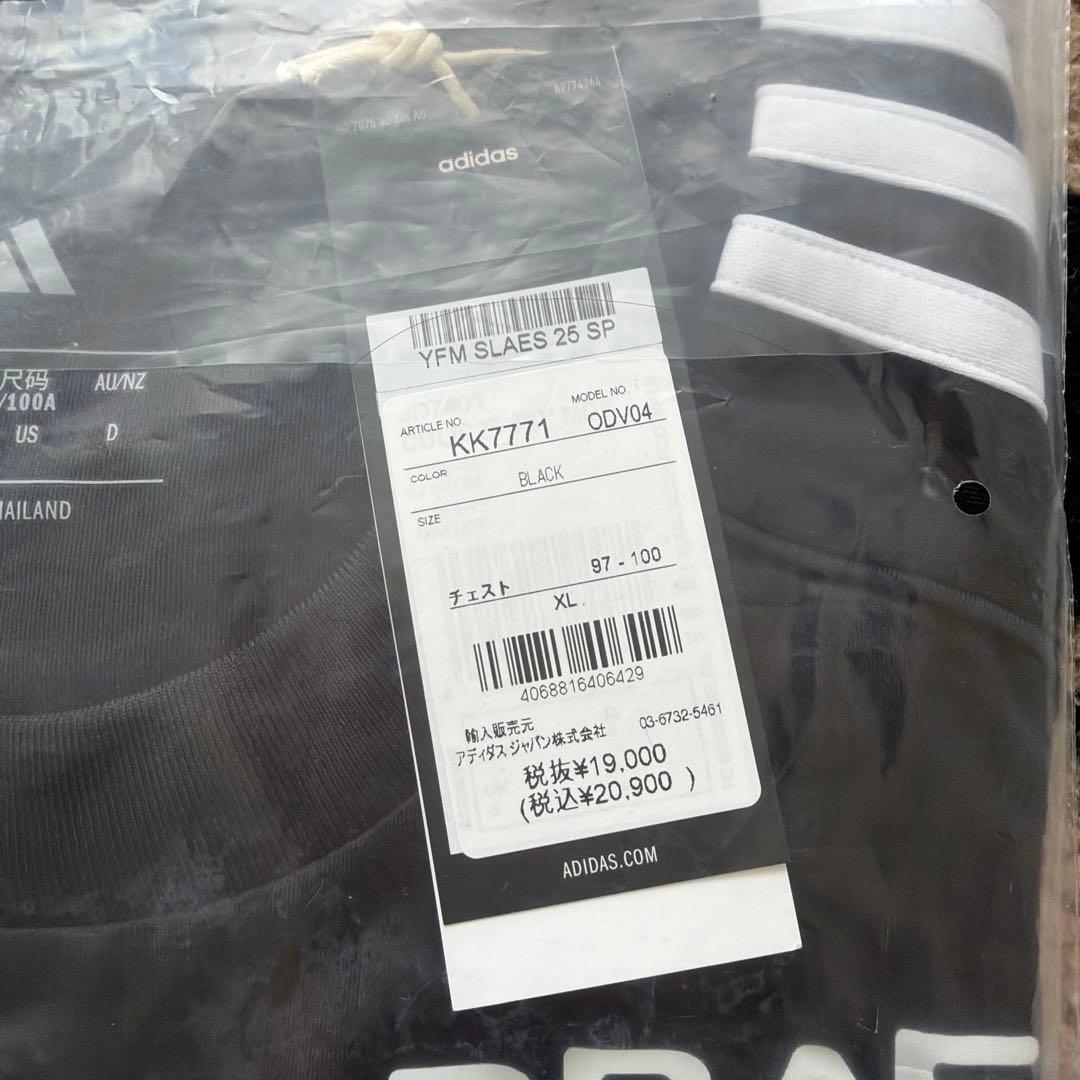 67774264
adidas AG
adidas
YFM SLAES 25 SP
ARTICLE NO.
MODEL NO.
KK7771
ODV04
COLOR
BLACK
SIZE
チェスト
97 - 100
XL
4068816406429
輸入販売元
アディダス ジャパン株式会社
03-6732-5461
税抜¥19,000
(税込¥20,900 )
ADIDAS.COM
尺码
AU/NZ
/100A
US
D
HAILAND